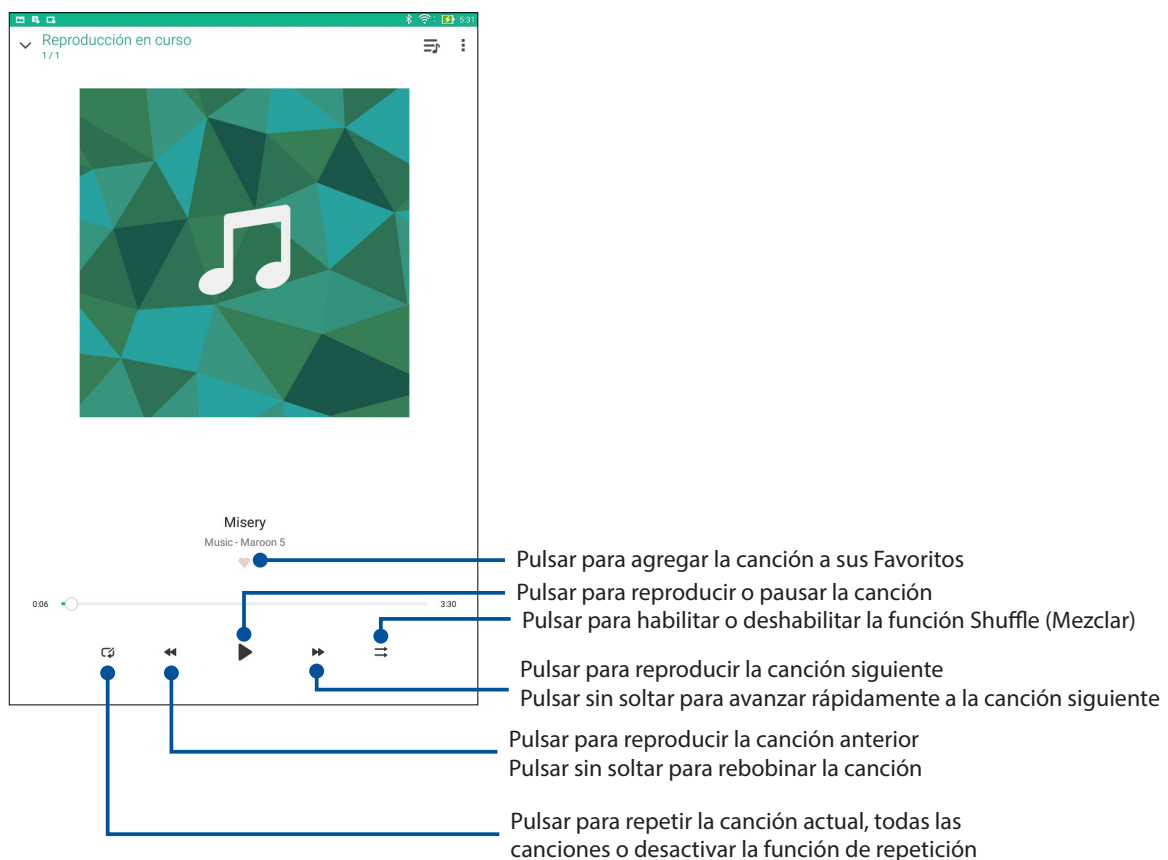 5:31
Reproducción en curso
1 / 1
Misery
Music - Maroon 5
0:06
3:30
Pulsar para agregar la canción a sus Favoritos
Pulsar para reproducir o pausar la canción
Pulsar para habilitar o deshabilitar la función Shuffle (Mezclar)
Pulsar para reproducir la canción siguiente
Pulsar sin soltar para avanzar rápidamente a la canción siguiente
Pulsar para reproducir la canción anterior
Pulsar sin soltar para rebobinar la canción
Pulsar para repetir la canción actual, todas las
canciones o desactivar la función de repetición